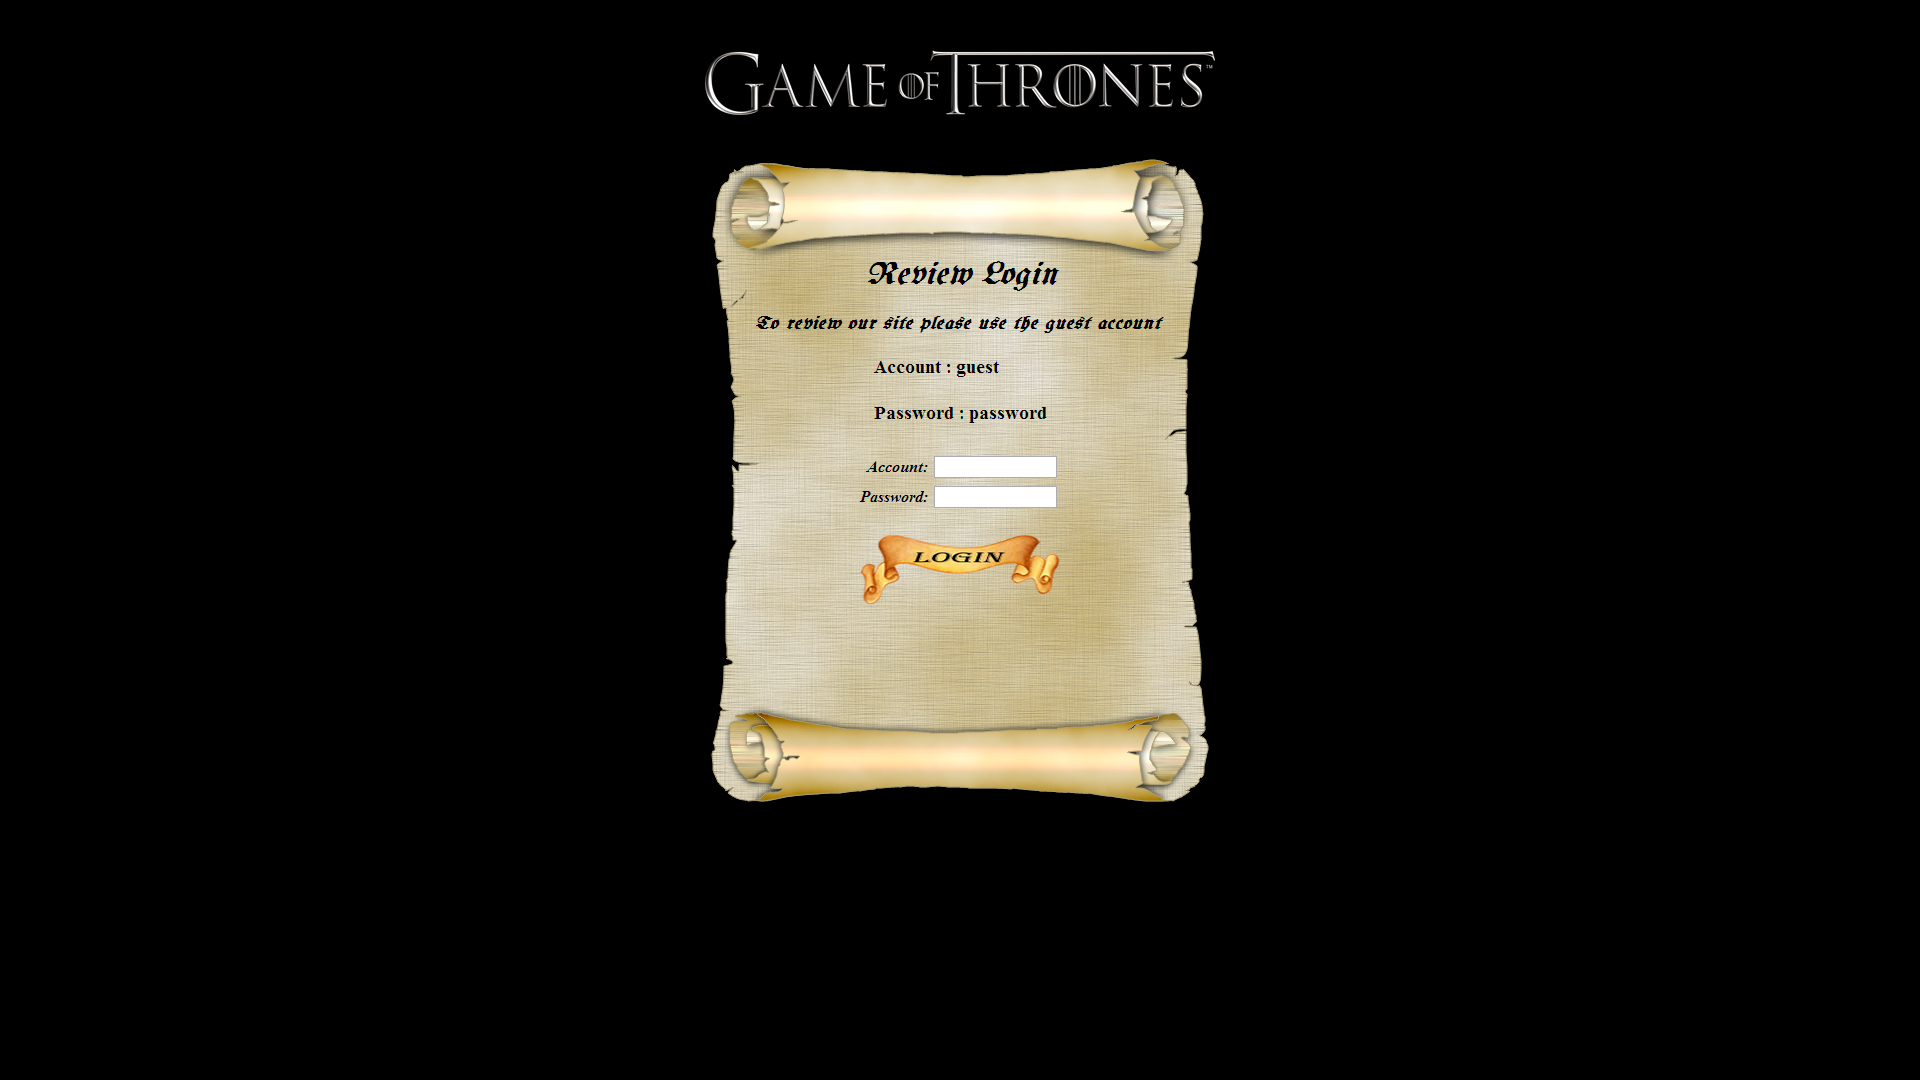 GAME OF THRONES™
Review Login
To review our site please use the guest account
Account : guest
Password : password
Account:
Password:
LOGIN